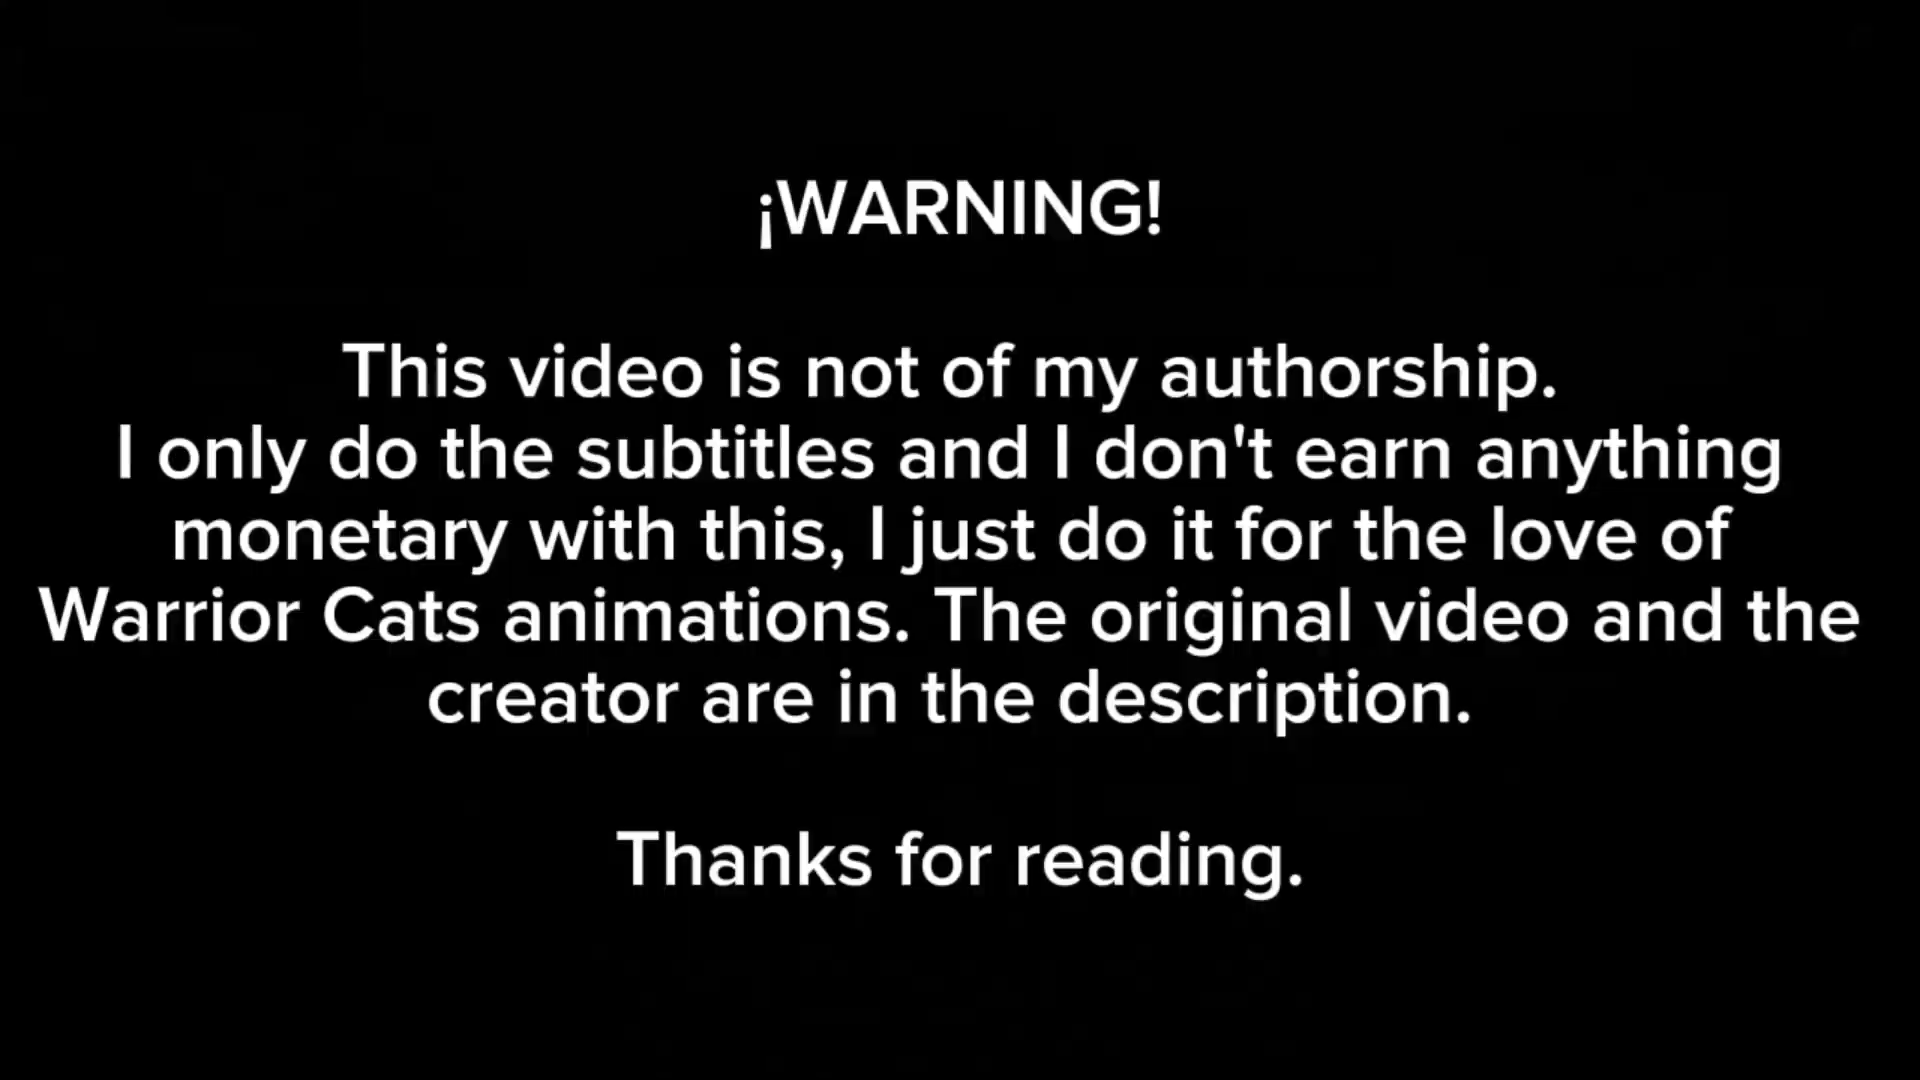 ¡WARNING!
This video is not of my authorship.
I only do the subtitles and I don't earn anything
monetary with this, I just do it for the love of
Warrior Cats animations. The original video and the
creator are in the description.
Thanks for reading.